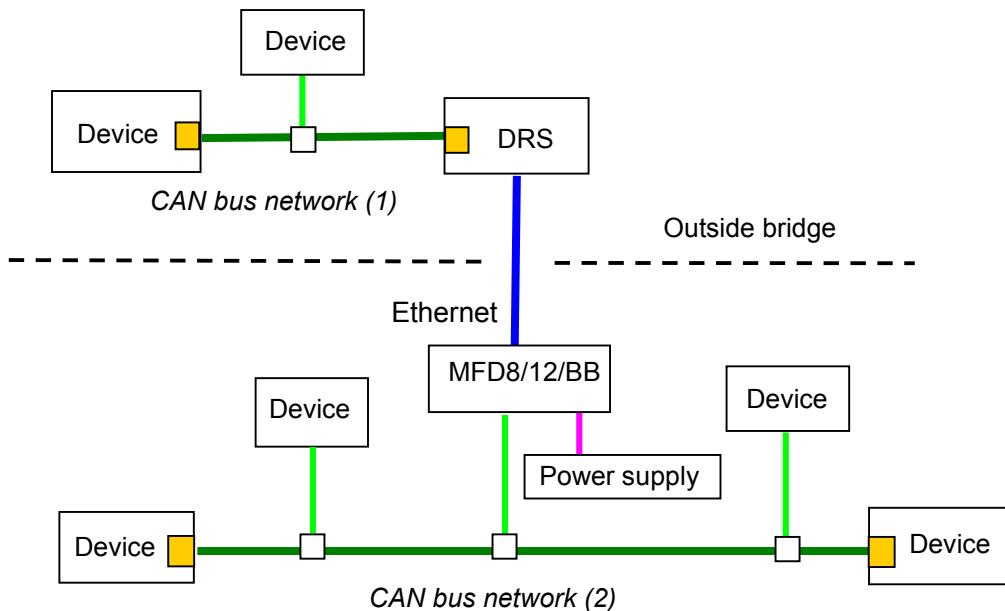 Device
Device
DRS
CAN bus network (1)
Outside bridge
Ethernet
MFD8/12/BB
Device
Device
Power supply
Device
Device
CAN bus network (2)